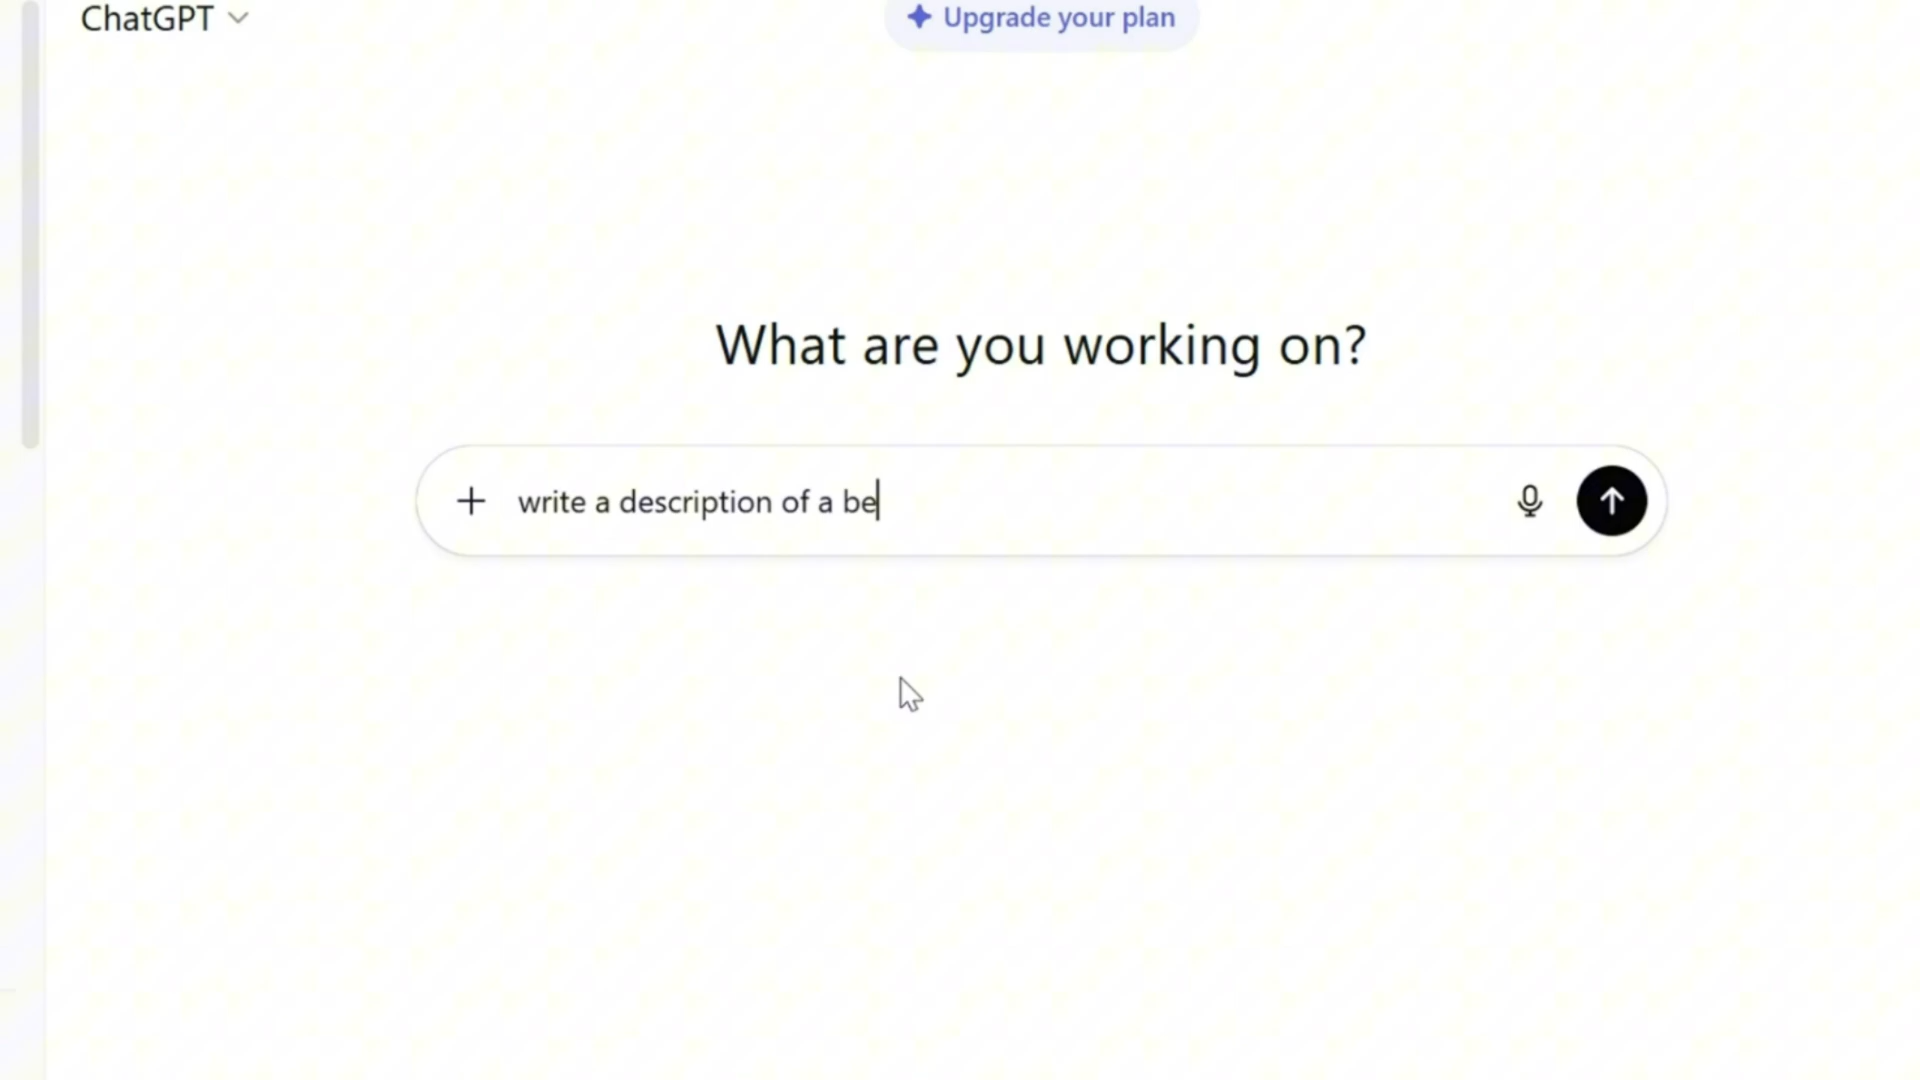 ChatGPT
Upgrade your plan
What are you working on?
write a description of a be